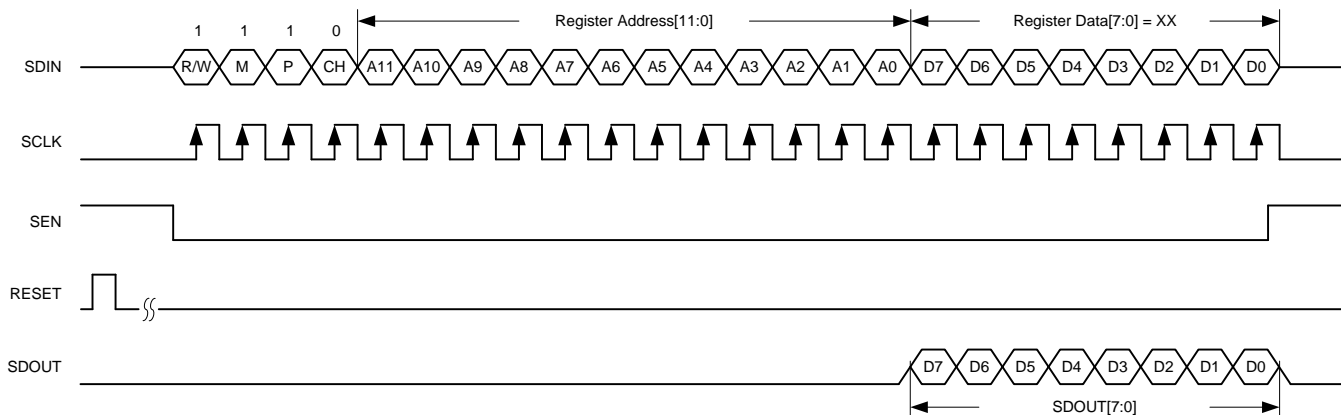 1 1 1 0 Register Address[11:0] Register Data[7:0] = XX
SDIN R/W M P CH A11 A10 A9 A8 A7 A6 A5 A4 A3 A2 A1 A0 D7 D6 D5 D4 D3 D2 D1 D0
SCLK
SEN
RESET
SDOUT D7 D6 D5 D4 D3 D2 D1 D0
SDOUT[7:0]